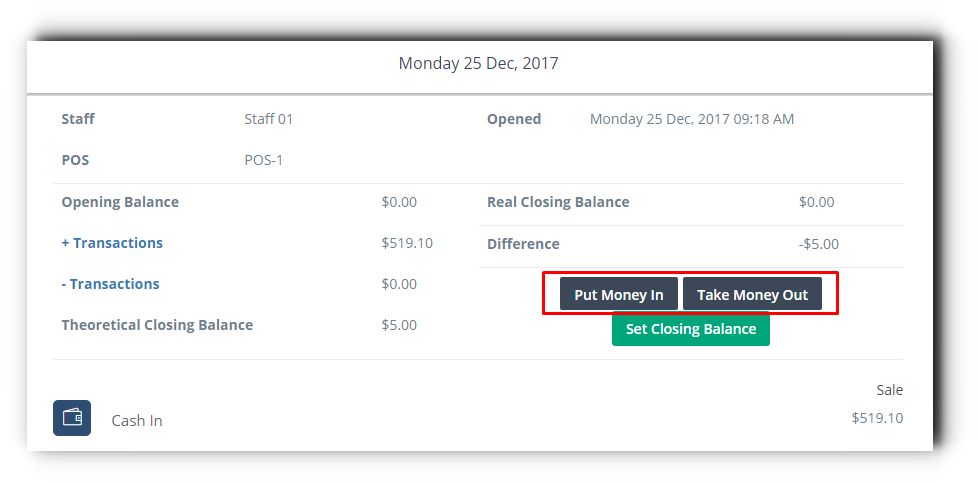 Monday 25 Dec, 2017
Staff Staff 01 Opened Monday 25 Dec, 2017 09:18 AM
POS POS-1
Opening Balance $0.00 Real Closing Balance $0.00
+ Transactions $519.10 Difference -$5.00
- Transactions $0.00 Put Money In Take Money Out
Theoretical Closing Balance $5.00 Set Closing Balance
Sale
Cash In $519.10